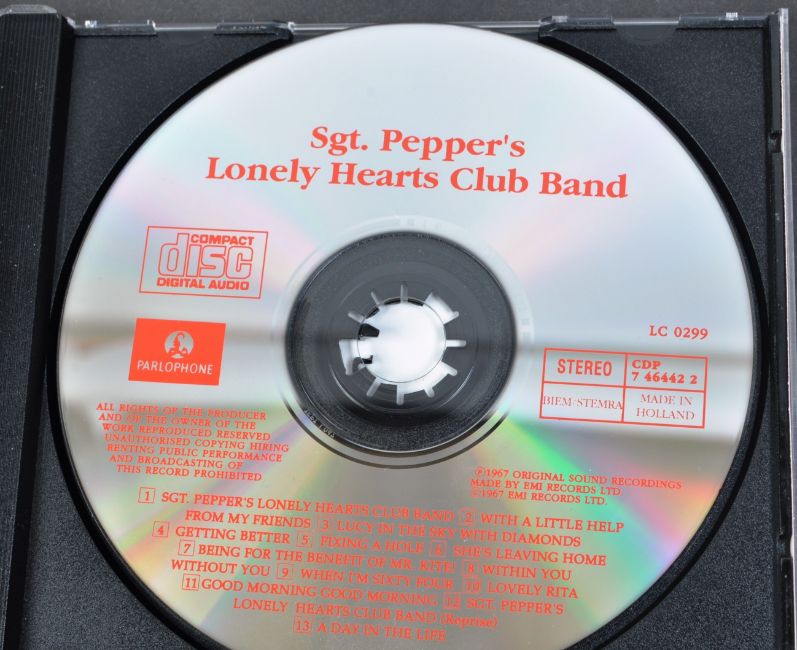 Sgt. Pepper's
Lonely Hearts Club Band
COMPACT
disc
DIGITAL AUDIO
LC 0299
PARLOPHONE
STEREO
CDP
7 46442 2
BIEM/STEMRA
MADE IN
HOLLAND
ALL RIGHTS OF THE PRODUCER
AND OF THE OWNER OF THE
WORK REPRODUCED RESERVED
UNAUTHORISED COPYING HIRING
RENTING PUBLIC PERFORMANCE
AND BROADCASTING OF
THIS RECORD PROHIBITED
℗1967 ORIGINAL SOUND RECORDINGS
MADE BY EMI RECORDS LTD.
©1967 EMI RECORDS LTD.
1 SGT. PEPPER'S LONELY HEARTS CLUB BAND 2 WITH A LITTLE HELP
FROM MY FRIENDS 3 LUCY IN THE SKY WITH DIAMONDS
4 GETTING BETTER 5 FIXING A HOLE 6 SHE'S LEAVING HOME
7 BEING FOR THE BENEFIT OF MR. KITE! 8 WITHIN YOU
WITHOUT YOU 9 WHEN I'M SIXTY FOUR 10 LOVELY RITA
11 GOOD MORNING GOOD MORNING 12 SGT. PEPPER'S
LONELY HEARTS CLUB BAND (Reprise)
13 A DAY IN THE LIFE